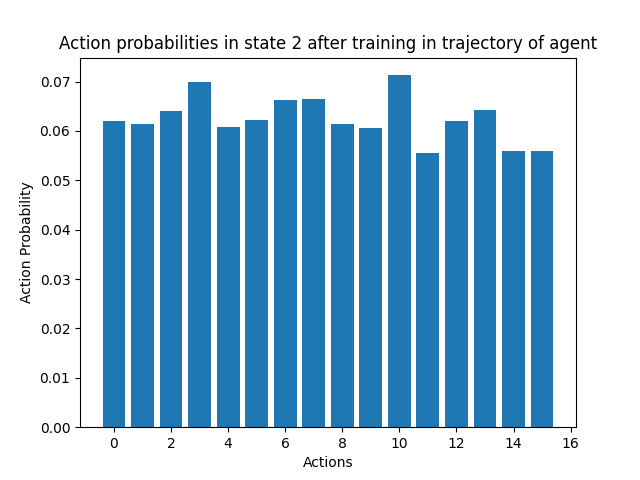 Action probabilities in state 2 after training in trajectory of agent
0.07
0.06
0.05
0.04
0.03
0.02
0.01
0.00
Action Probability
0 2 4 6 8 10 12 14 16
Actions